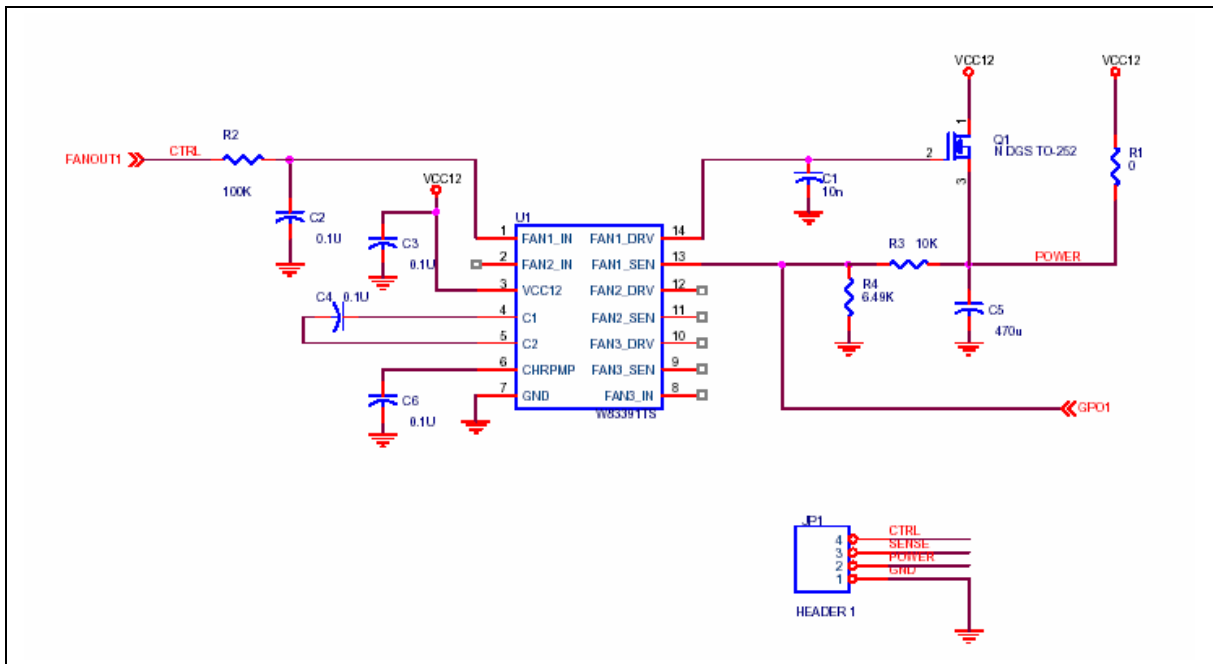 VCC12
VCC12
R2
CTRL
FANOUT1
100K
1
Q1
N DGS TO-252
2
3
R1
0
C1
10n
VCC12
C2
0.1U
C3
0.1U
U1
1 FAN1_IN FAN1_DRV 14
2 FAN2_IN FAN1_SEN 13
3 VCC12 FAN2_DRV 12
4 C1 FAN2_SEN 11
5 C2 FAN3_DRV 10
6 CHRPMP FAN3_SEN 9
7 GND FAN3_IN 8
W83391TS
R3 10K
POWER
R4
6.49K
C5
470u
C4 0.1U
C6
0.1U
GPO1
JP1
4 CTRL
3 SENSE
2 POWER
1 GND
HEADER 1